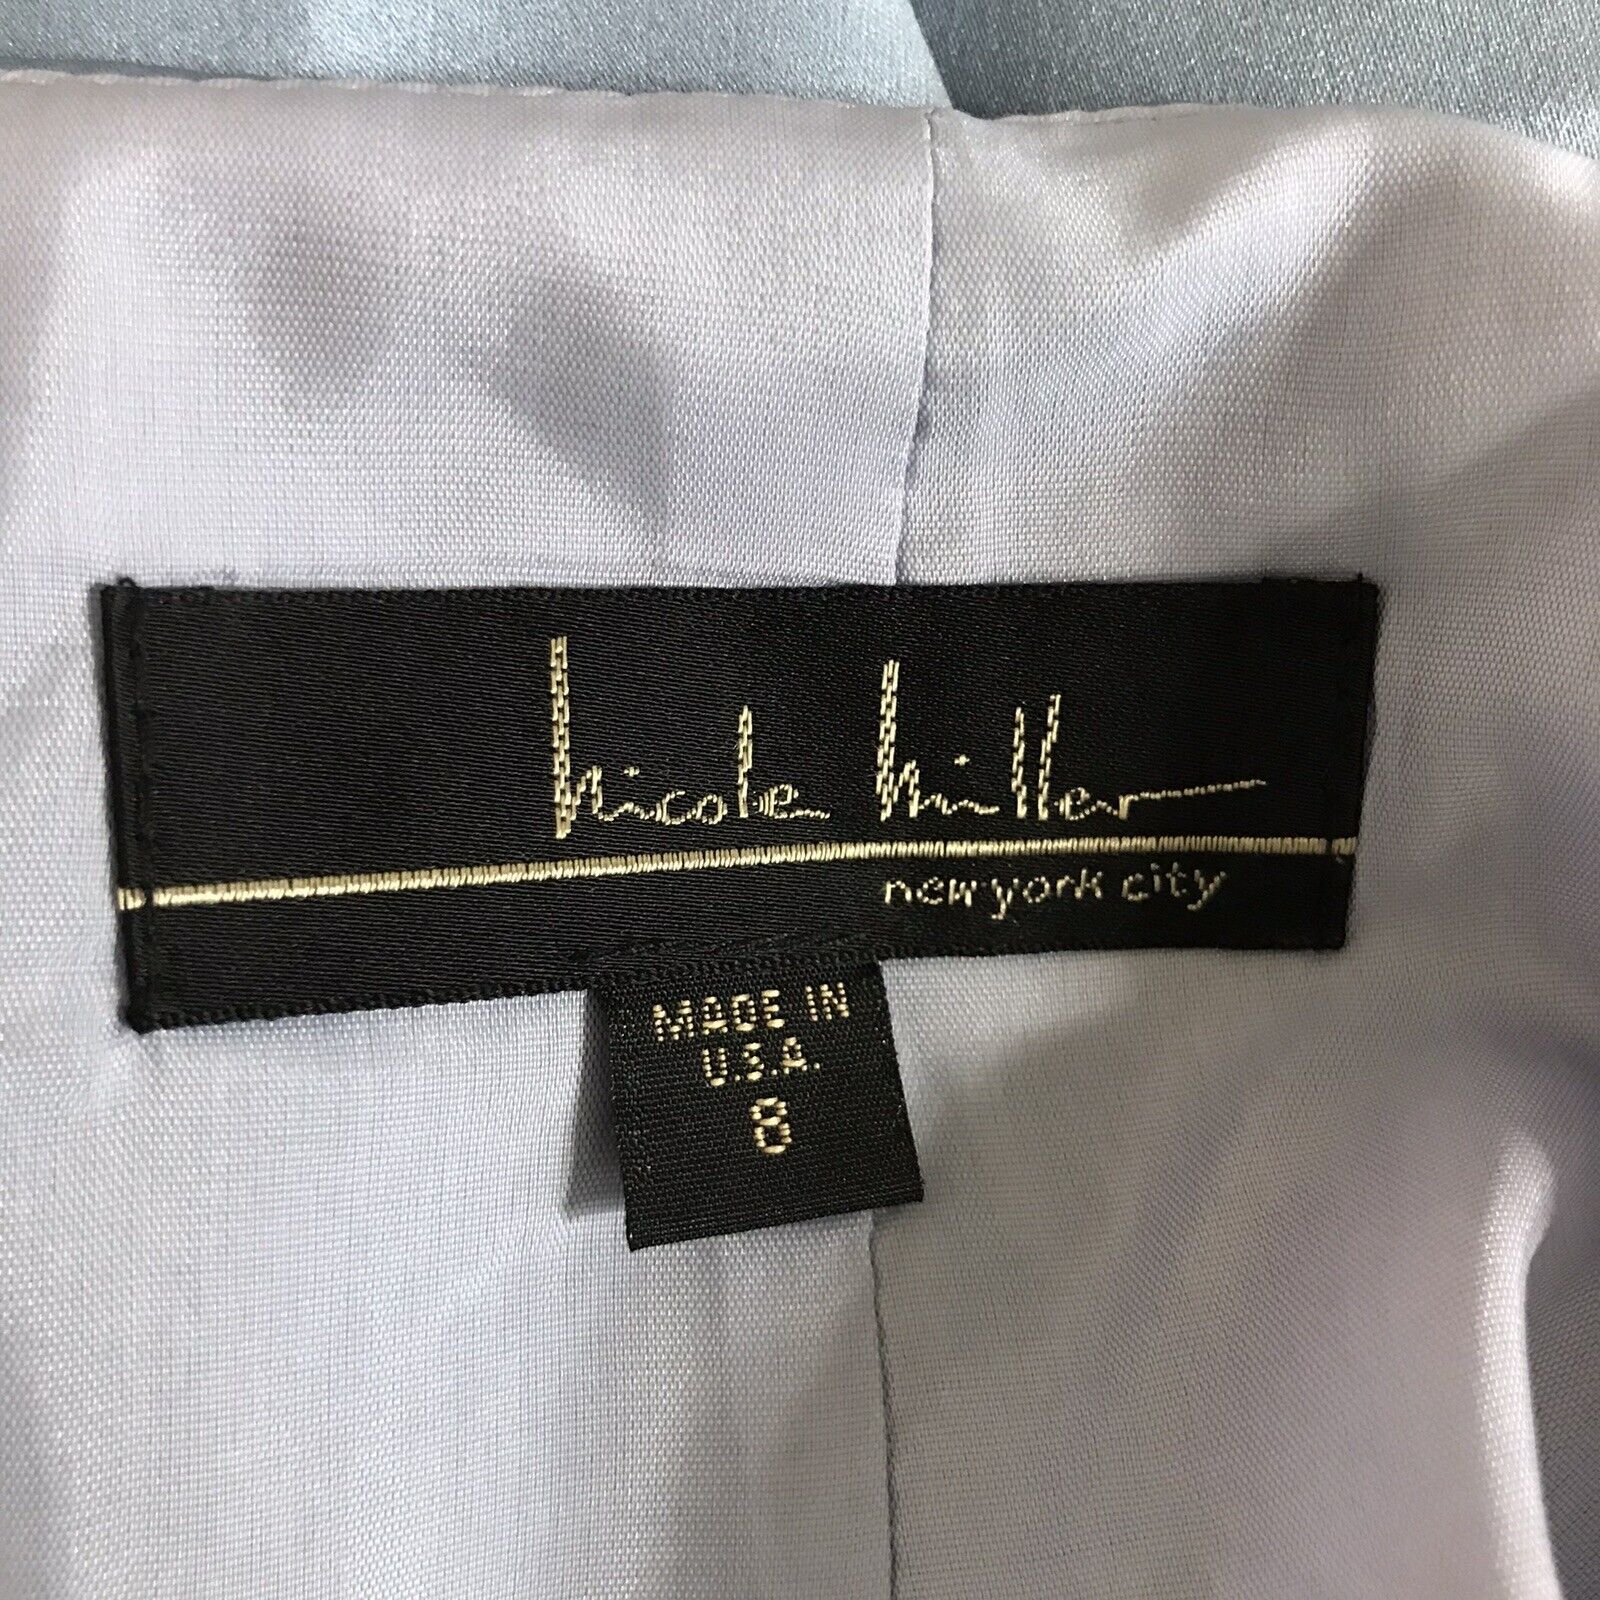 nicole miller
new york city
MADE IN
U.S.A.
8